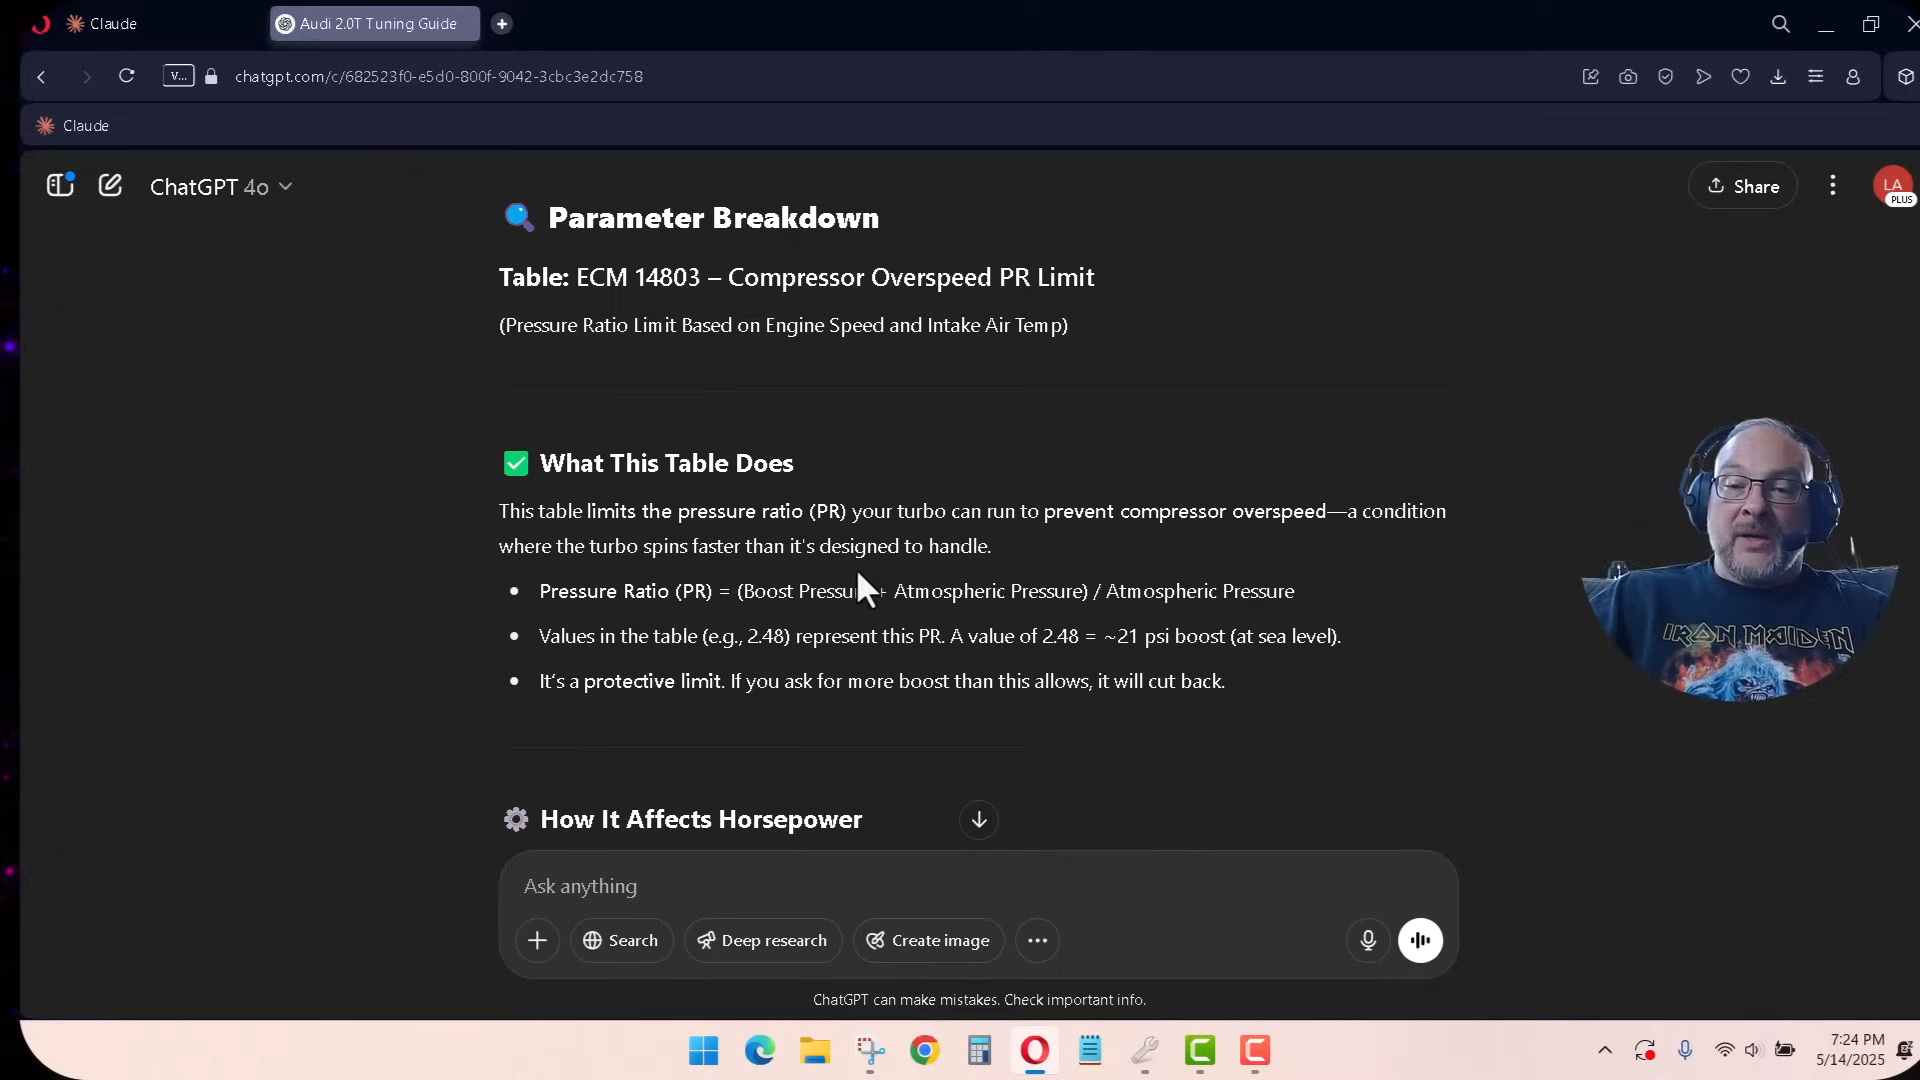 Claude
Audi 2.0T Tuning Guide
V...
chatgpt.com/c/682523f0-e5d0-800f-9042-3cbc3e2dc758
Claude
ChatGPT 4o
Share
LA
PLUS
🔍 Parameter Breakdown
Table: ECM 14803 – Compressor Overspeed PR Limit
(Pressure Ratio Limit Based on Engine Speed and Intake Air Temp)
✅ What This Table Does
This table limits the pressure ratio (PR) your turbo can run to prevent compressor overspeed—a condition
where the turbo spins faster than it's designed to handle.
• Pressure Ratio (PR) = (Boost Pressu + Atmospheric Pressure) / Atmospheric Pressure
• Values in the table (e.g., 2.48) represent this PR. A value of 2.48 = ~21 psi boost (at sea level).
• It's a protective limit. If you ask for more boost than this allows, it will cut back.
⚙️ How It Affects Horsepower
Ask anything
Search
Deep research
Create image
ChatGPT can make mistakes. Check important info.
IRON MAIDEN
7:24 PM
5/14/2025